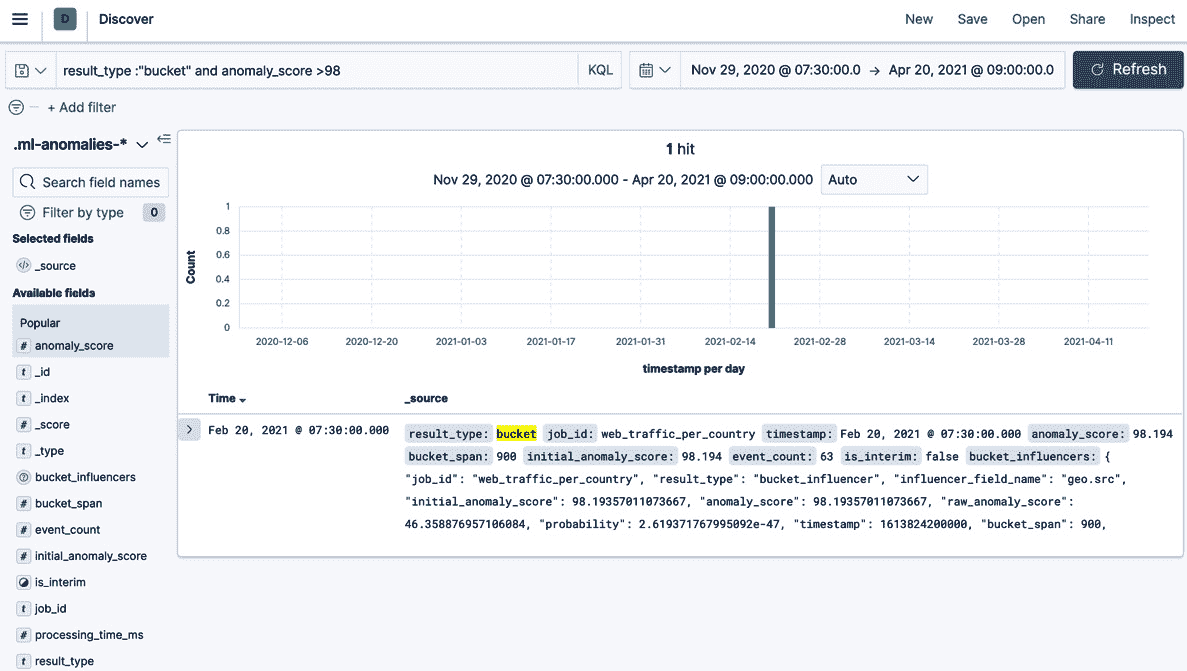 D Discover New Save Open Share Inspect
result_type :"bucket" and anomaly_score >98 KQL Nov 29, 2020 @ 07:30:00.0 → Apr 20, 2021 @ 09:00:00.0 Refresh
+ Add filter
.ml-anomalies-*
Search field names
Filter by type 0
Selected fields
_source
Available fields
Popular
# anomaly_score
t _id
t _index
# _score
t _type
bucket_influencers
# bucket_span
# event_count
# initial_anomaly_score
is_interim
t job_id
# processing_time_ms
t result_type
1 hit
Nov 29, 2020 @ 07:30:00.000 - Apr 20, 2021 @ 09:00:00.000 Auto
Count
1
0.8
0.6
0.4
0.2
0
2020-12-06 2020-12-20 2021-01-03 2021-01-17 2021-01-31 2021-02-14 2021-02-28 2021-03-14 2021-03-28 2021-04-11
timestamp per day
Time _source
Feb 20, 2021 @ 07:30:00.000 result_type: bucket job_id: web_traffic_per_country timestamp: Feb 20, 2021 @ 07:30:00.000 anomaly_score: 98.194
bucket_span: 900 initial_anomaly_score: 98.194 event_count: 63 is_interim: false bucket_influencers: {
"job_id": "web_traffic_per_country", "result_type": "bucket_influencer", "influencer_field_name": "geo.src",
"initial_anomaly_score": 98.19357011073667, "anomaly_score": 98.19357011073667, "raw_anomaly_score":
46.358876957106084, "probability": 2.619371767995092e-47, "timestamp": 1613824200000, "bucket_span": 900,